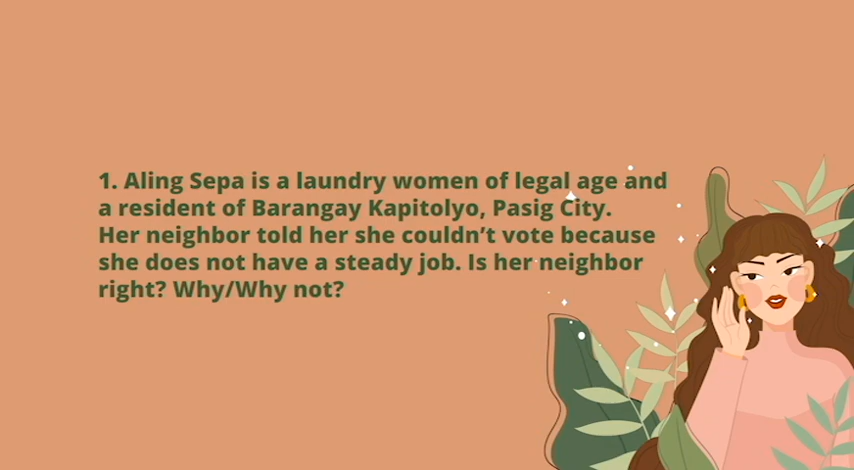 1. Aling Sepa is a laundry women of legal age and
a resident of Barangay Kapitolyo, Pasig City.
Her neighbor told her she couldn’t vote because
she does not have a steady job. Is her neighbor
right? Why/Why not?